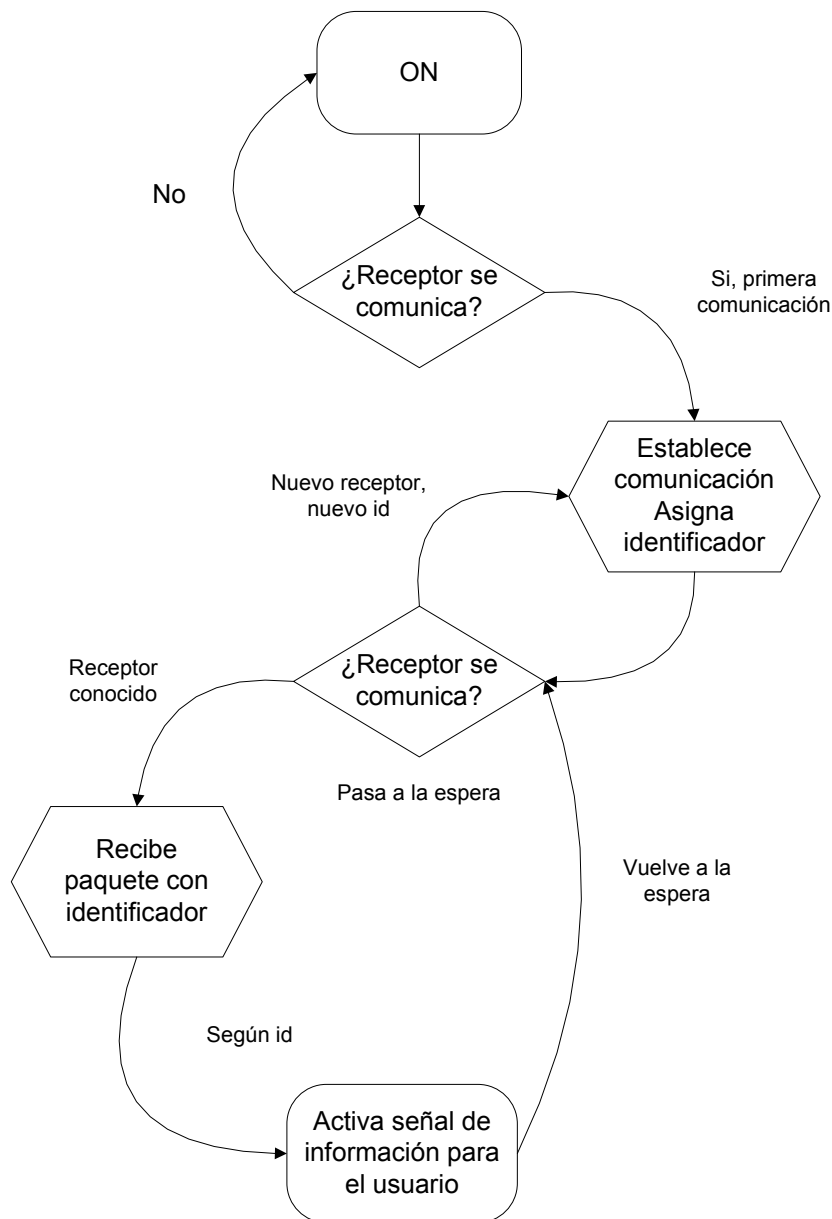 ON
No
¿Receptor se
comunica?
Si, primera
comunicación
Establece
comunicación
Asigna
identificador
Nuevo receptor,
nuevo id
¿Receptor se
comunica?
Receptor
conocido
Pasa a la espera
Recibe
paquete con
identificador
Vuelve a la
espera
Según id
Activa señal de
información para
el usuario